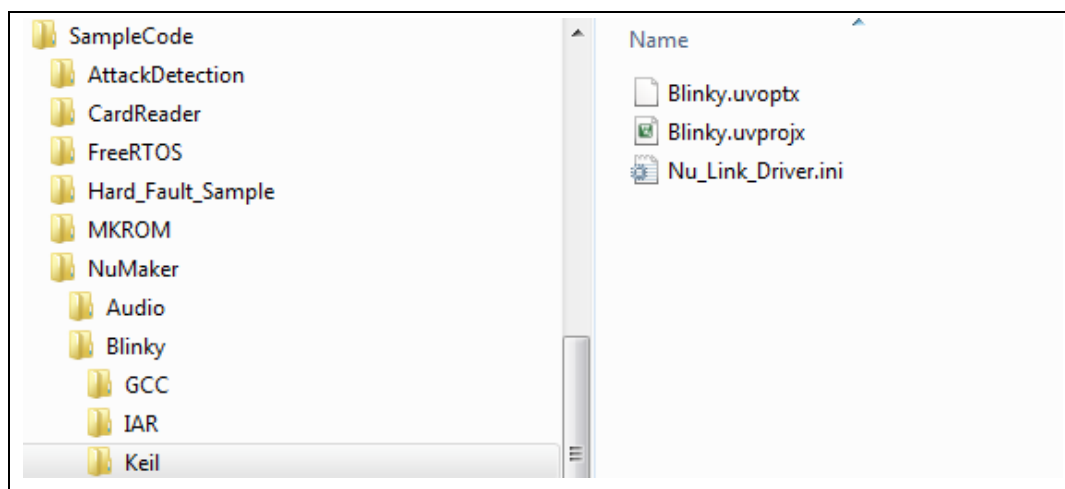 SampleCode
AttackDetection
CardReader
FreeRTOS
Hard_Fault_Sample
MKROM
NuMaker
Audio
Blinky
GCC
IAR
Keil
Name
Blinky.uvoptx
Blinky.uvprojx
Nu_Link_Driver.ini